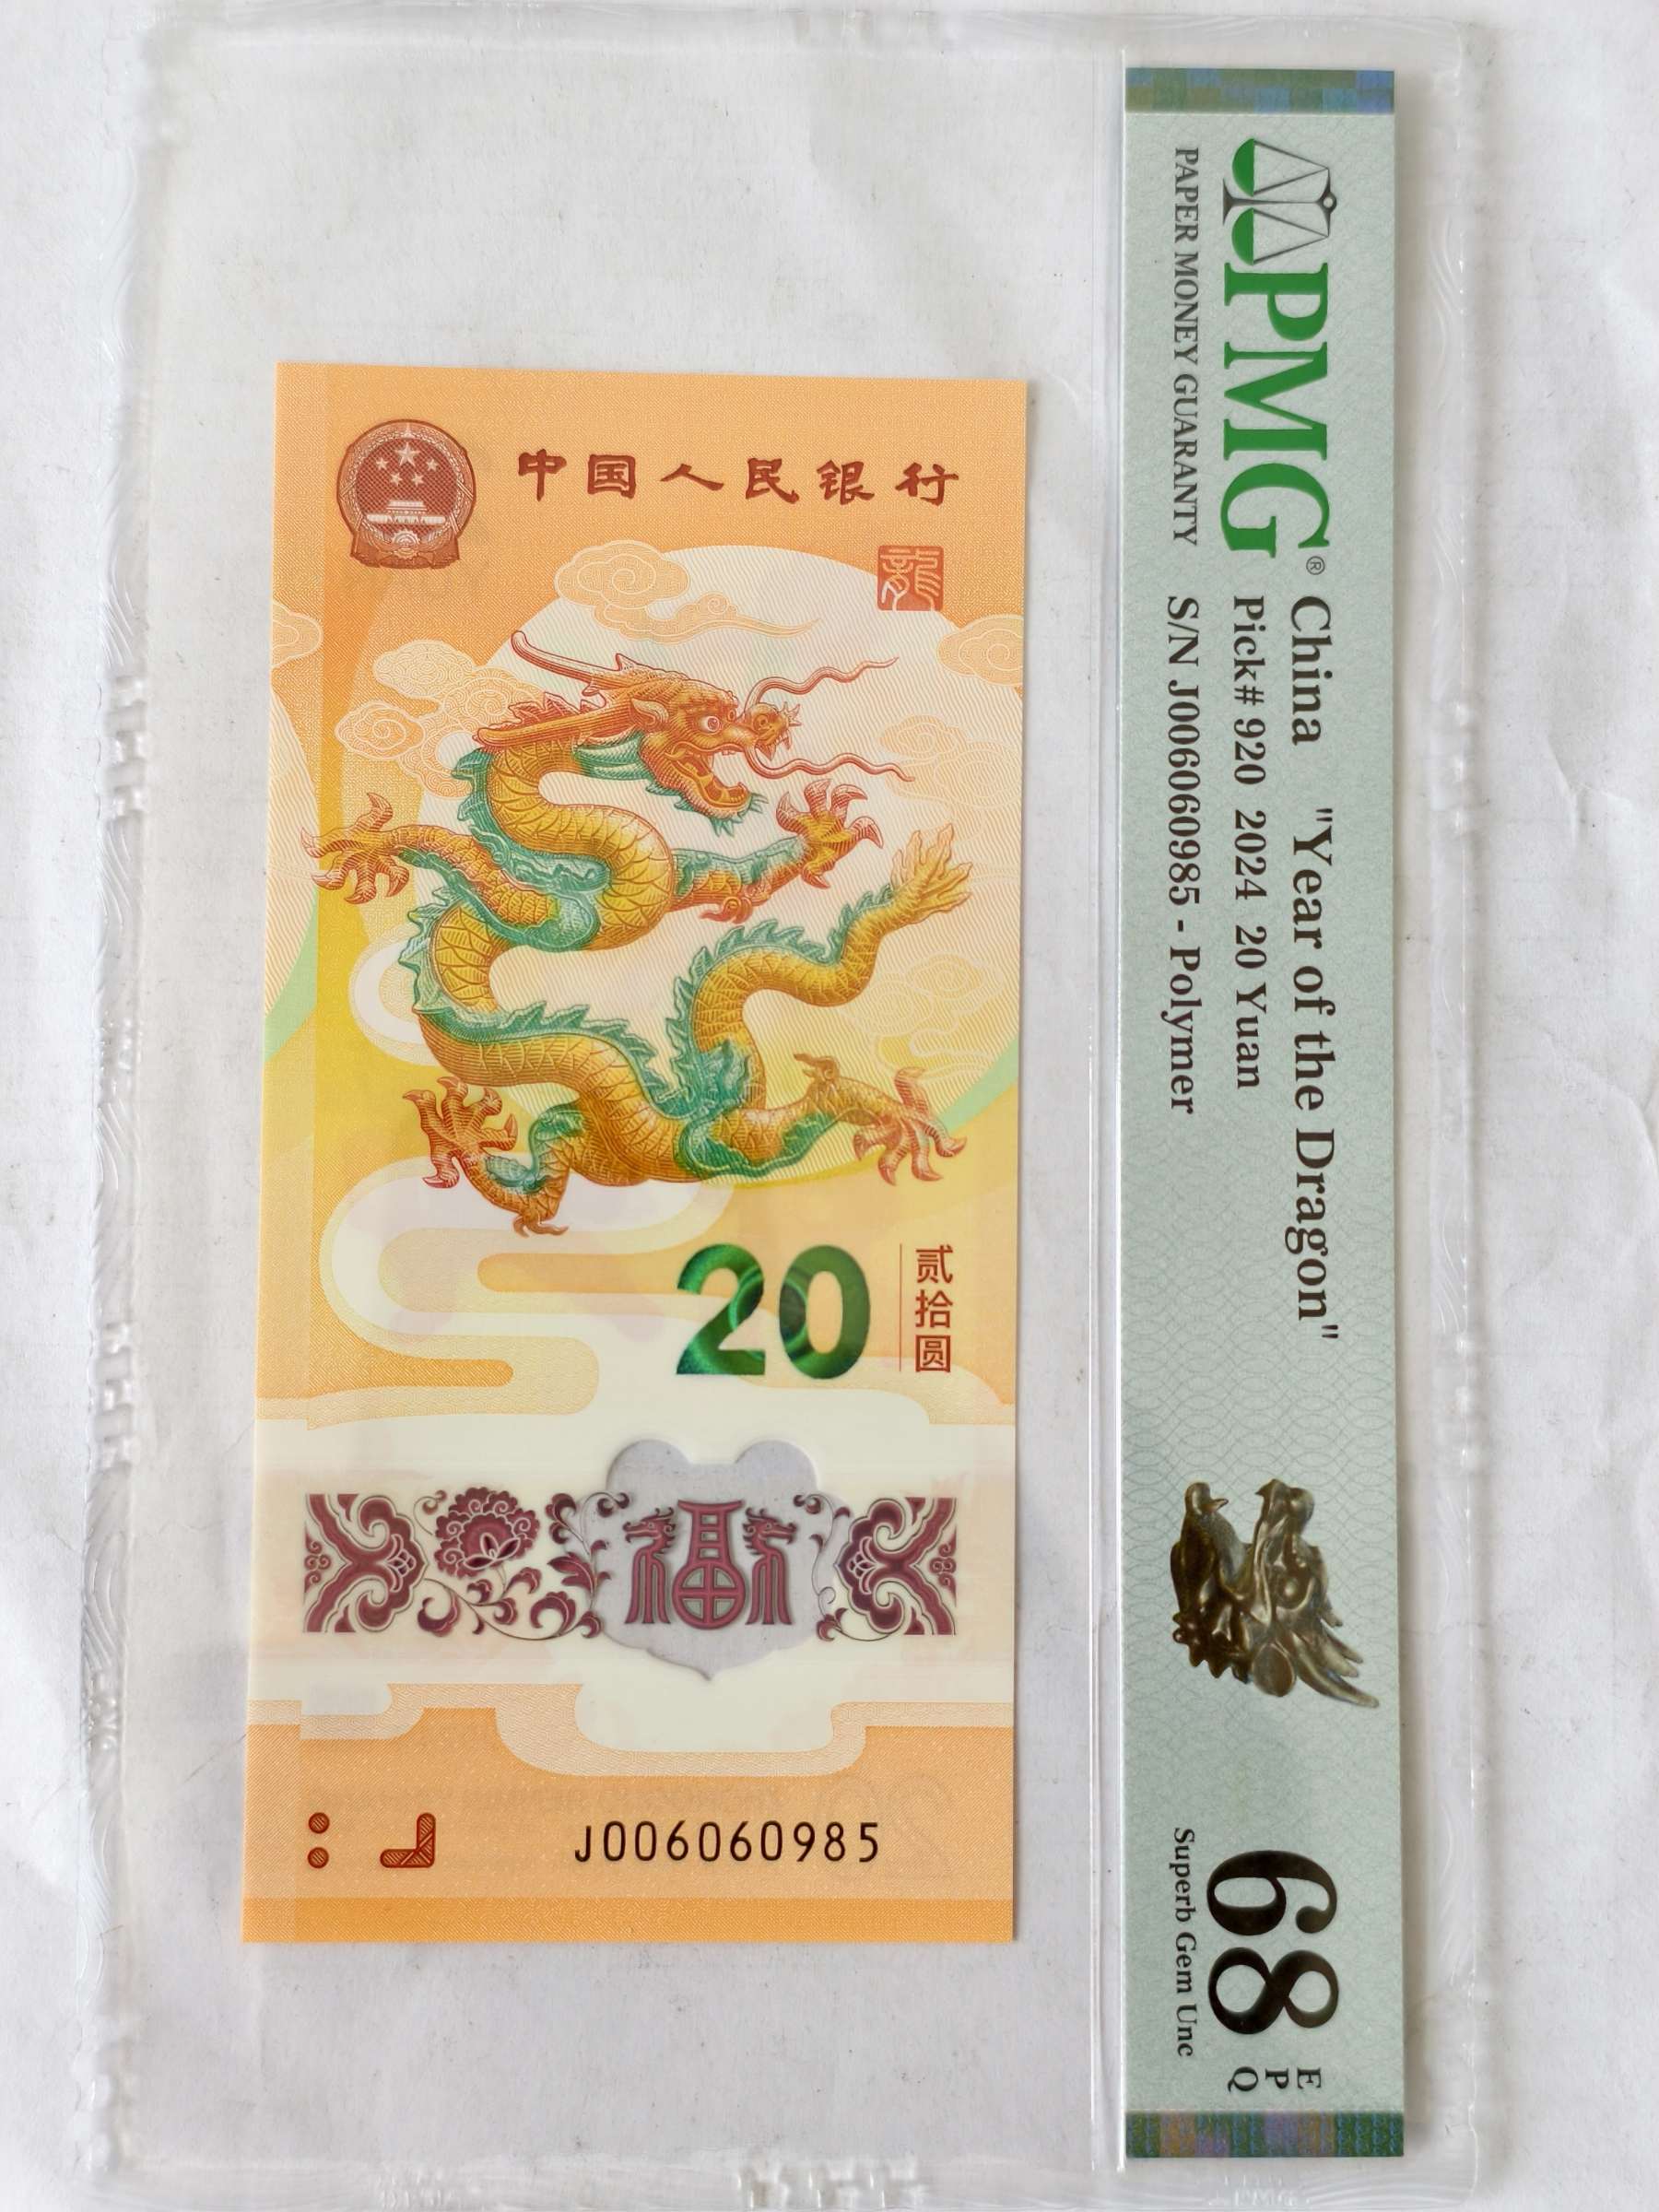 中国人民银行
龍
20
贰拾圆
福
J006060985
PMG®
PAPER MONEY GUARANTY
China "Year of the Dragon"
Pick# 920 2024 20 Yuan
S/N J006060985 - Polymer
68 EPQ
Superb Gem Unc